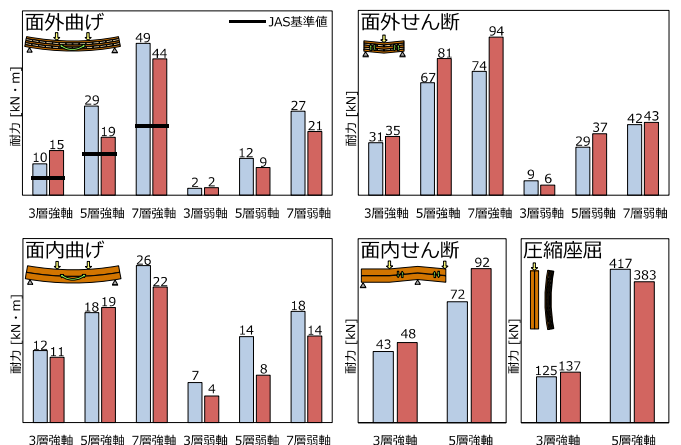 面外曲げ
JAS基準値
耐力 [kN・m]
10 15 29 19 49 44 2 2 12 9 27 21
3層強軸 5層強軸 7層強軸 3層弱軸 5層弱軸 7層弱軸
面外せん断
耐力 [kN]
31 35 67 81 74 94 9 6 29 37 42 43
3層強軸 5層強軸 7層強軸 3層弱軸 5層弱軸 7層弱軸
面内曲げ
耐力 [kN・m]
12 11 18 19 26 22 7 4 14 8 18 14
3層強軸 5層強軸 7層強軸 3層弱軸 5層弱軸 7層弱軸
面内せん断
耐力 [kN]
43 48 72 92
3層強軸 5層強軸
圧縮座屈
耐力 [kN]
125 137 417 383
3層強軸 5層強軸